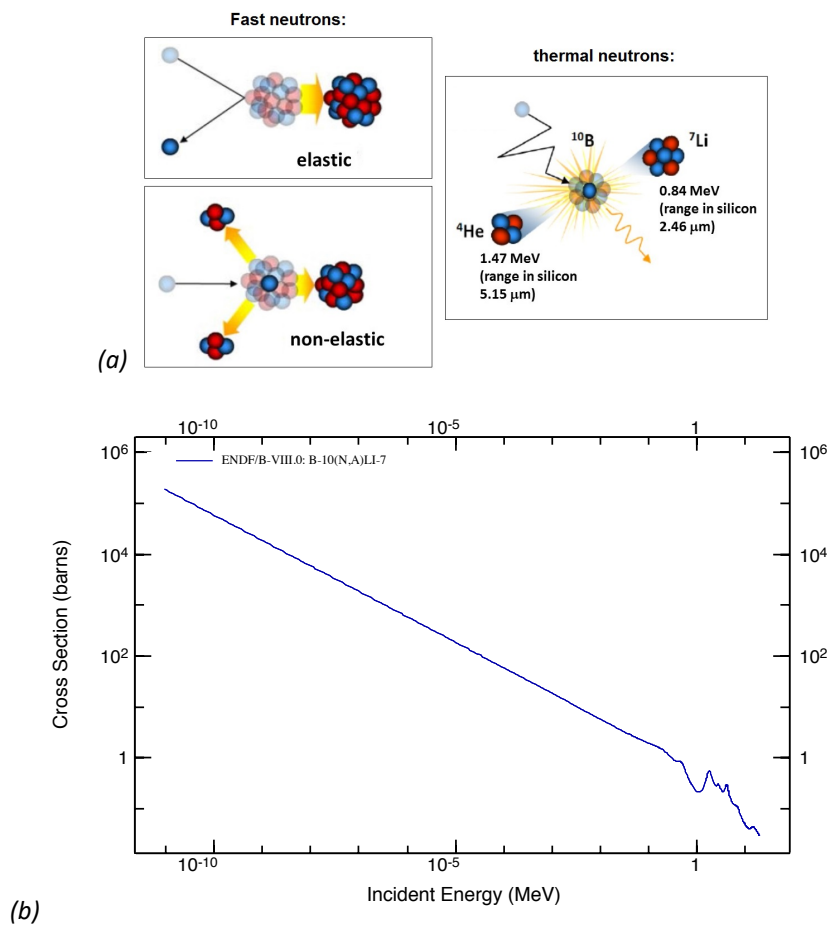 Fast neutrons:
elastic
non-elastic
(a)
thermal neutrons:
¹⁰B
⁷Li
0.84 MeV
(range in silicon
2.46 µm)
⁴He
1.47 MeV
(range in silicon
5.15 µm)
10⁻¹⁰ 10⁻⁵ 1
10⁶ 10⁶
ENDF/B-VIII.0: B-10(N,A)LI-7
10⁴ 10⁴
Cross Section (barns)
10² 10²
1 1
10⁻¹⁰ 10⁻⁵ 1
Incident Energy (MeV)
(b)